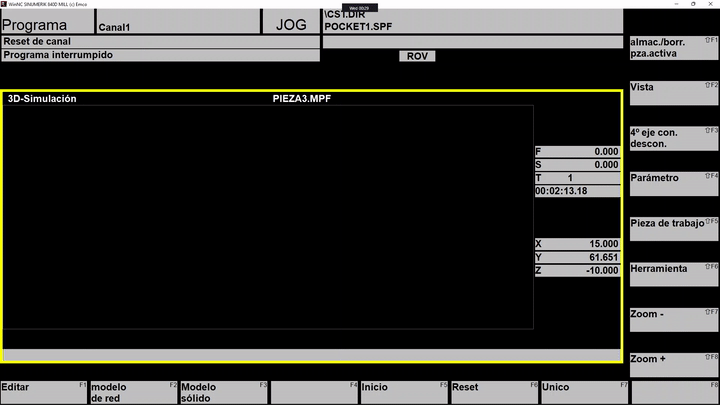 WinNC SINUMERIK 840D MILL (c) Emco
Wed 00:29
Programa
Canal1
JOG
\CS1.DIR
POCKET1.SPF
Reset de canal
Programa interrumpido
ROV
almac./borr.
pza.activa
⇧F1
Vista
⇧F2
4º eje con.
descon.
⇧F3
Parámetro
⇧F4
Pieza de trabajo
⇧F5
Herramienta
⇧F6
Zoom -
⇧F7
Zoom +
⇧F8
3D-Simulación
PIEZA3.MPF
F 0.000
S 0.000
T 1
00:02:13.18
X 15.000
Y 61.651
Z -10.000
Editar F1
modelo
de red F2
Modelo
sólido F3
F4
Inicio F5
Reset F6
Unico F7
F8